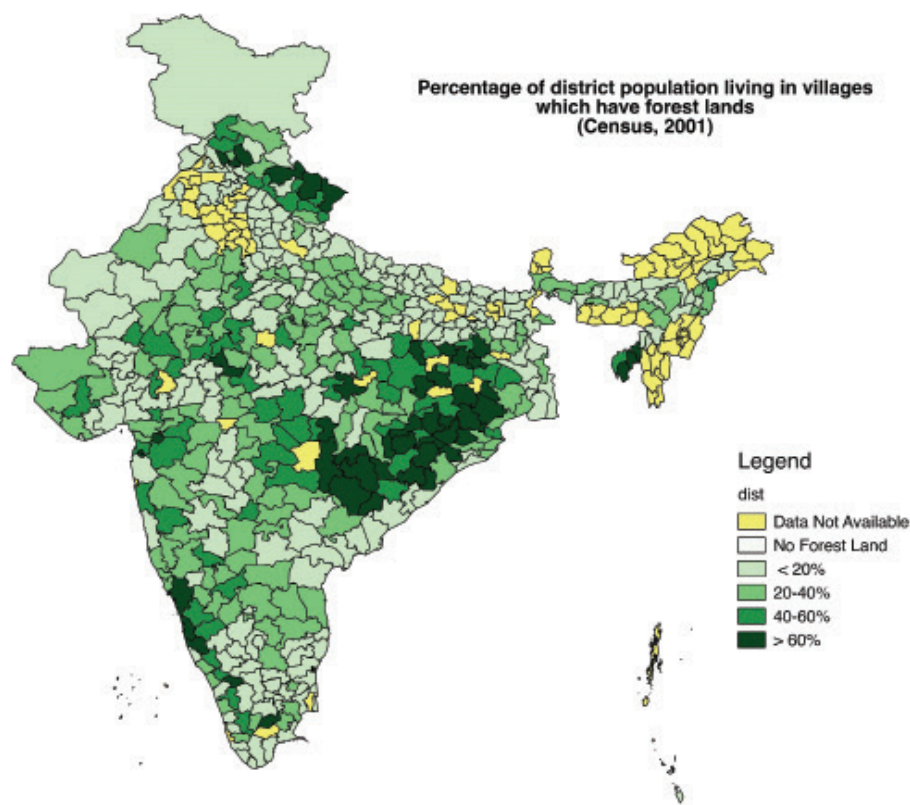 Percentage of district population living in villages
which have forest lands
(Census, 2001)
Legend
dist
Data Not Available
No Forest Land
< 20%
20-40%
40-60%
> 60%